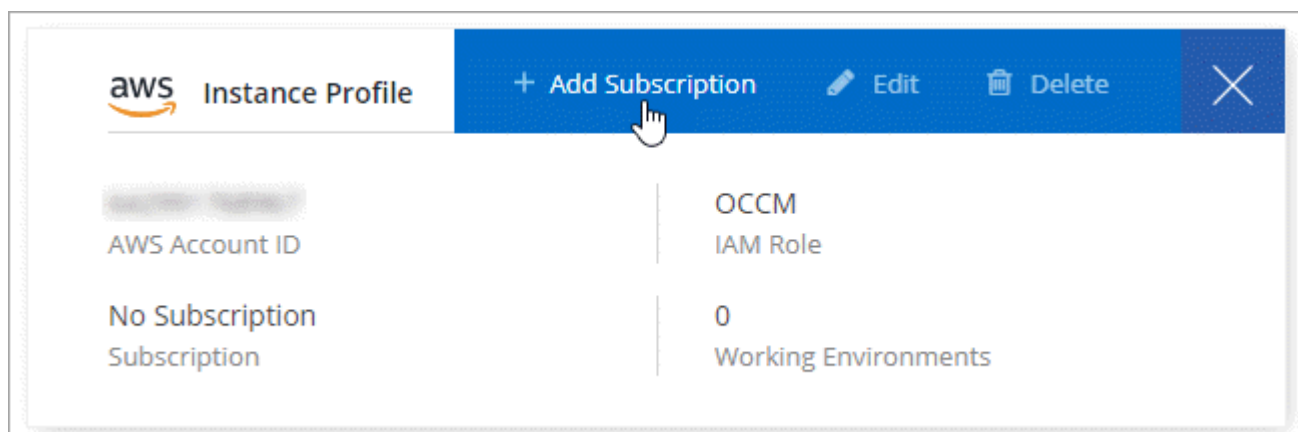 aws Instance Profile + Add Subscription Edit Delete
OCCM
AWS Account ID IAM Role
No Subscription 0
Subscription Working Environments